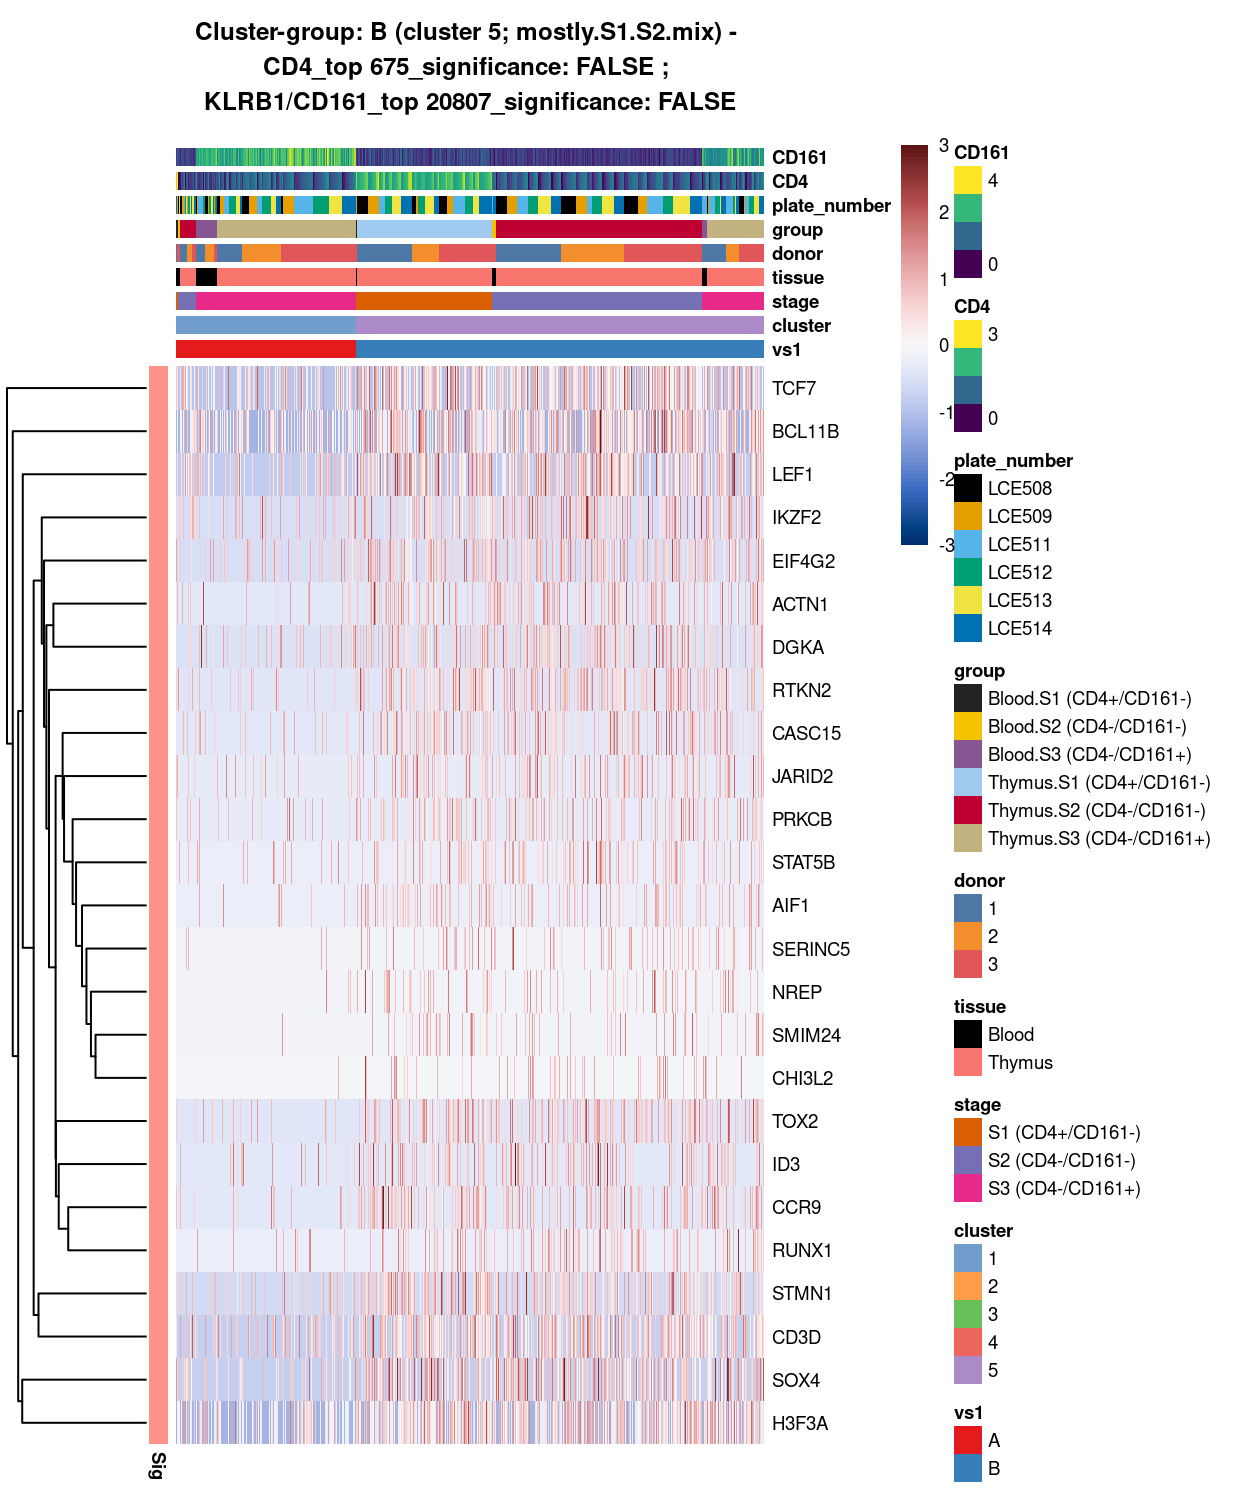 Cluster-group: B (cluster 5; mostly.S1.S2.mix) -
CD4_top 675_significance: FALSE ;
KLRB1/CD161_top 20807_significance: FALSE
CD161
CD4
plate_number
group
donor
tissue
stage
cluster
vs1
TCF7
BCL11B
LEF1
IKZF2
EIF4G2
ACTN1
DGKA
RTKN2
CASC15
JARID2
PRKCB
STAT5B
AIF1
SERINC5
NREP
SMIM24
CHI3L2
TOX2
ID3
CCR9
RUNX1
STMN1
CD3D
SOX4
H3F3A
Sig
3
2
1
0
-1
-2
-3
CD161
4
0
CD4
3
0
plate_number
LCE508
LCE509
LCE511
LCE512
LCE513
LCE514
group
Blood.S1 (CD4+/CD161-)
Blood.S2 (CD4-/CD161-)
Blood.S3 (CD4-/CD161+)
Thymus.S1 (CD4+/CD161-)
Thymus.S2 (CD4-/CD161-)
Thymus.S3 (CD4-/CD161+)
donor
1
2
3
tissue
Blood
Thymus
stage
S1 (CD4+/CD161-)
S2 (CD4-/CD161-)
S3 (CD4-/CD161+)
cluster
1
2
3
4
5
vs1
A
B